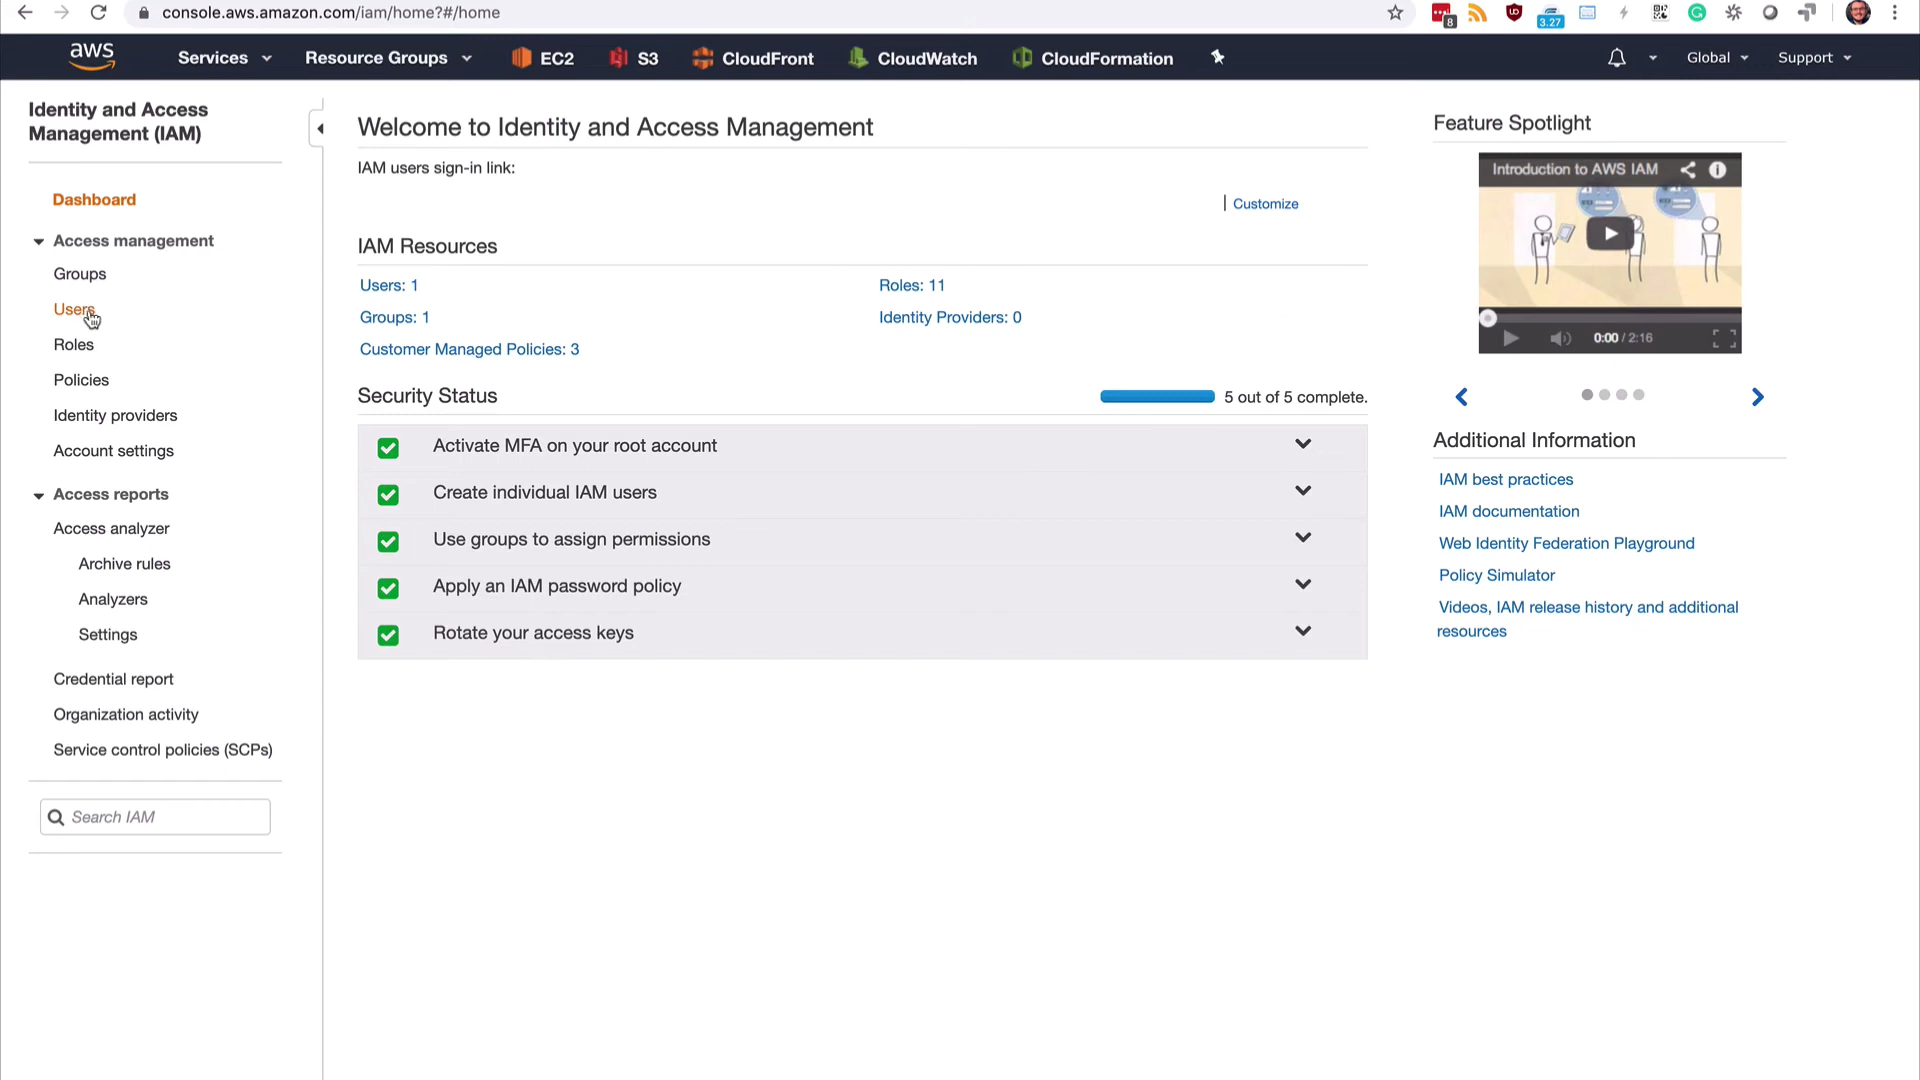 console.aws.amazon.com/iam/home?#/home
8
3.27
aws
Services
Resource Groups
EC2
S3
CloudFront
CloudWatch
CloudFormation
Global
Support
Identity and Access
Management (IAM)
Dashboard
Access management
Groups
Users
Roles
Policies
Identity providers
Account settings
Access reports
Access analyzer
Archive rules
Analyzers
Settings
Credential report
Organization activity
Service control policies (SCPs)
Search IAM
Welcome to Identity and Access Management
IAM users sign-in link:
Customize
IAM Resources
Users: 1
Roles: 11
Groups: 1
Identity Providers: 0
Customer Managed Policies: 3
Security Status
5 out of 5 complete.
Activate MFA on your root account
Create individual IAM users
Use groups to assign permissions
Apply an IAM password policy
Rotate your access keys
Feature Spotlight
Introduction to AWS IAM
0:00 / 2:16
Additional Information
IAM best practices
IAM documentation
Web Identity Federation Playground
Policy Simulator
Videos, IAM release history and additional
resources